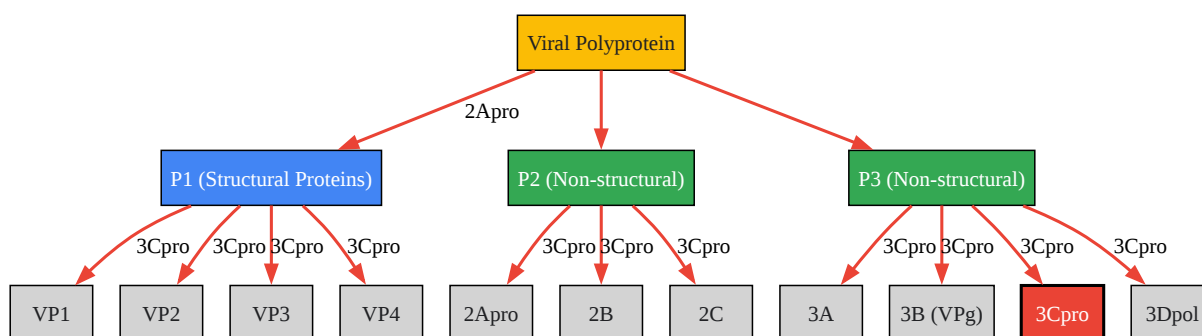 Viral Polyprotein
2Apro
P1 (Structural Proteins)
P2 (Non-structural)
P3 (Non-structural)
3Cpro
3Cpro
3Cpro
3Cpro
3Cpro
3Cpro
3Cpro
3Cpro
3Cpro
3Cpro
3Cpro
VP1
VP2
VP3
VP4
2Apro
2B
2C
3A
3B (VPg)
3Cpro
3Dpol